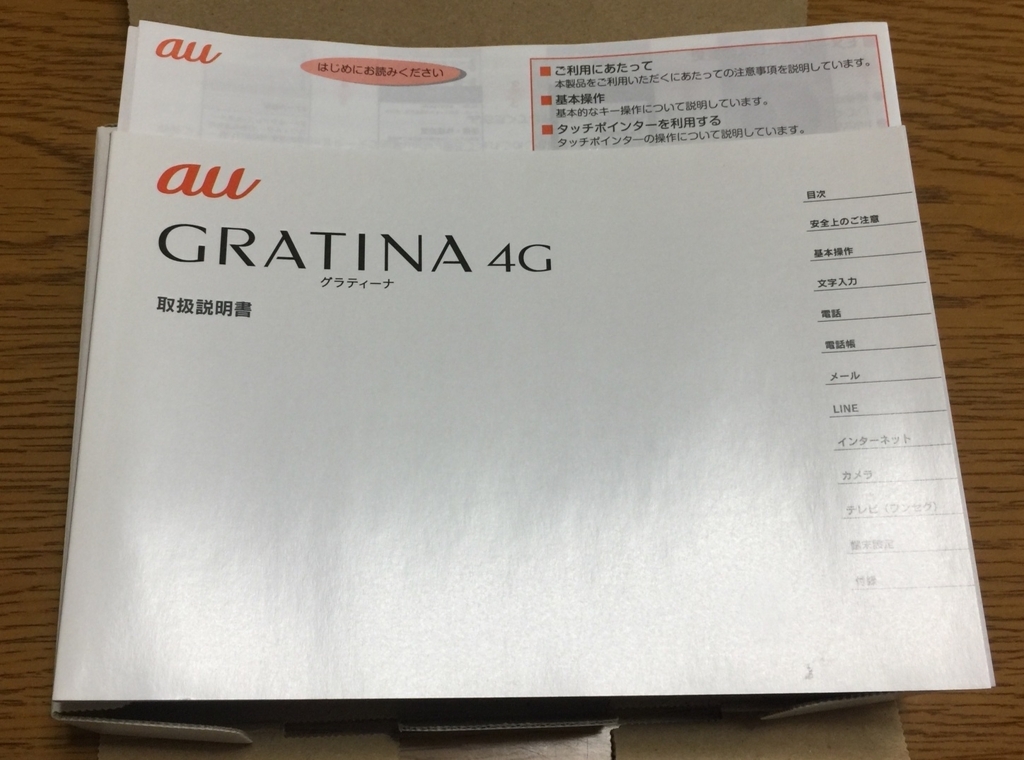 au
はじめにお読みください
■ご利用にあたって
本製品をご利用いただくにあたっての注意事項を説明しています。
■基本操作
基本的なキー操作について説明しています。
■タッチポインターを利用する
タッチポインターの操作について説明しています。
au
GRATINA 4G
グラティーナ
取扱説明書
目次
安全上のご注意
基本操作
文字入力
電話
電話帳
メール
LINE
インターネット
カメラ
テレビ（ワンセグ）
端末設定
付録